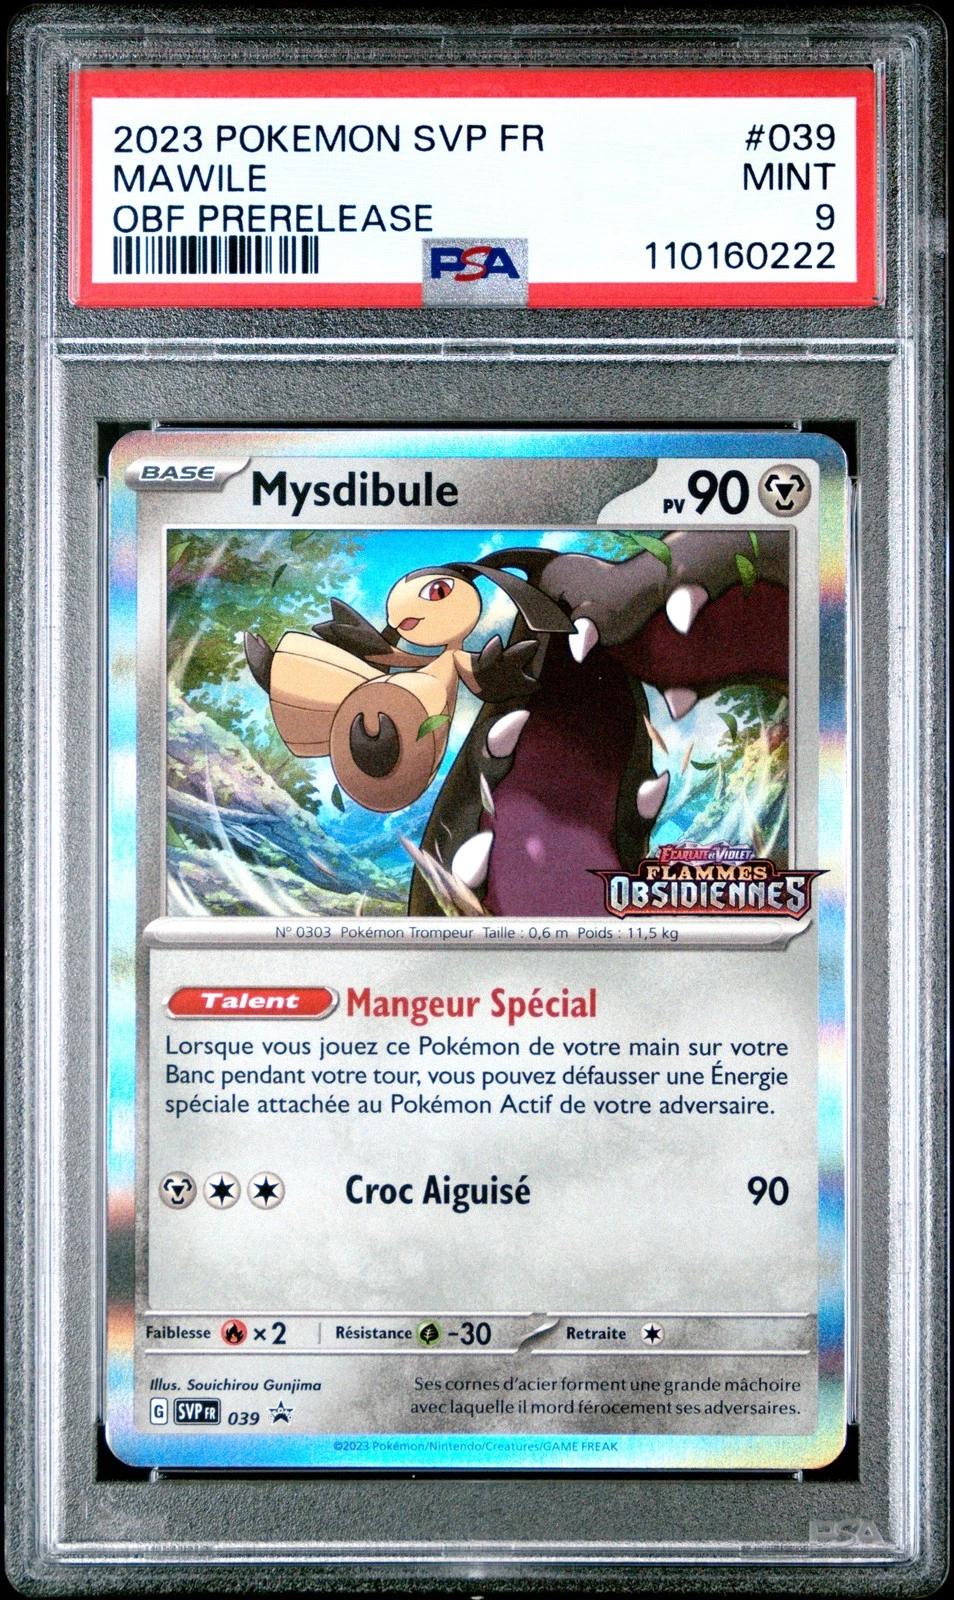 2023 POKEMON SVP FR #039
MAWILE MINT
OBF PRERELEASE 9
PSA 110160222
BASE Mysdibule PV 90
ÉCARLATE ET VIOLET
FLAMMES
OBSIDIENNES
N° 0303 Pokémon Trompeur Taille : 0,6 m Poids : 11,5 kg
Talent Mangeur Spécial
Lorsque vous jouez ce Pokémon de votre main sur votre
Banc pendant votre tour, vous pouvez défausser une Énergie
spéciale attachée au Pokémon Actif de votre adversaire.
Croc Aiguisé 90
Faiblesse ×2 Résistance -30 Retraite
Illus. Souichirou Gunjima
Ses cornes d'acier forment une grande mâchoire
avec laquelle il mord férocement ses adversaires.
G SVP FR 039
©2023 Pokémon/Nintendo/Creatures/GAME FREAK
PSA